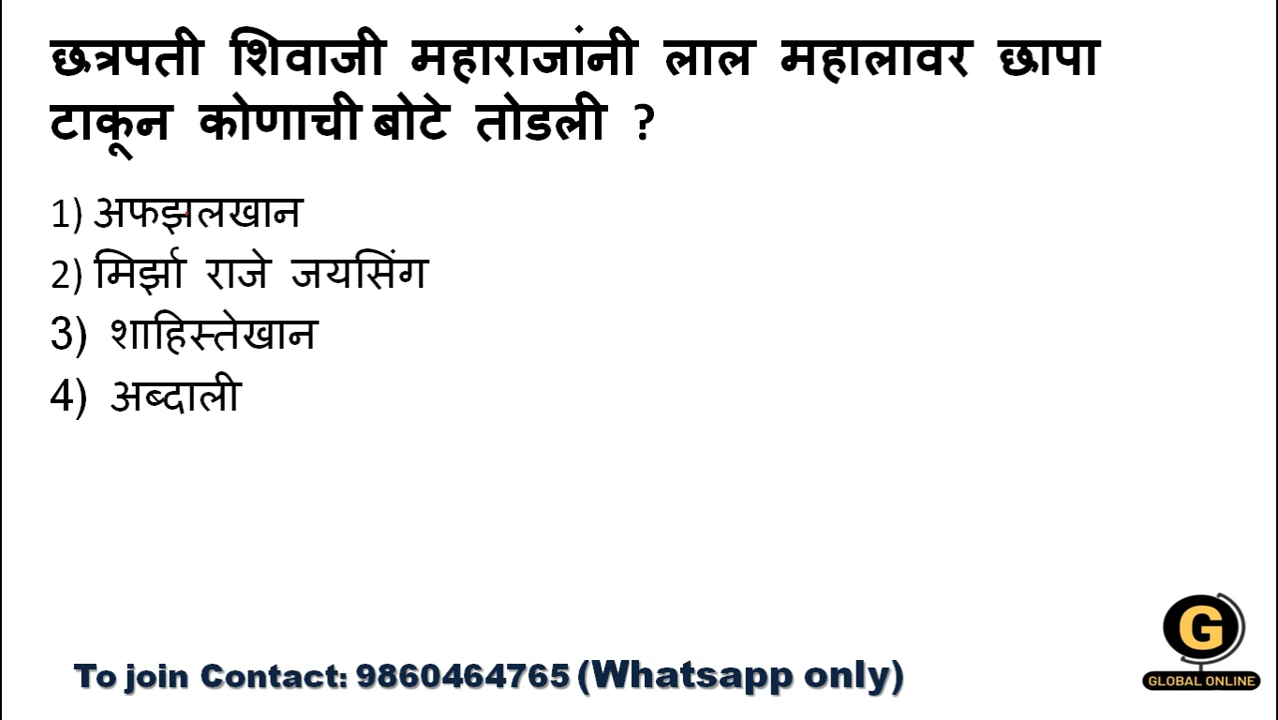 छत्रपती शिवाजी महाराजांनी लाल महालावर छापा
टाकून कोणाची बोटे तोडली ?
1) अफझलखान
2) मिर्झा राजे जयसिंग
3) शाहिस्तेखान
4) अब्दाली
To join Contact: 9860464765 (Whatsapp only)
G
GLOBAL ONLINE